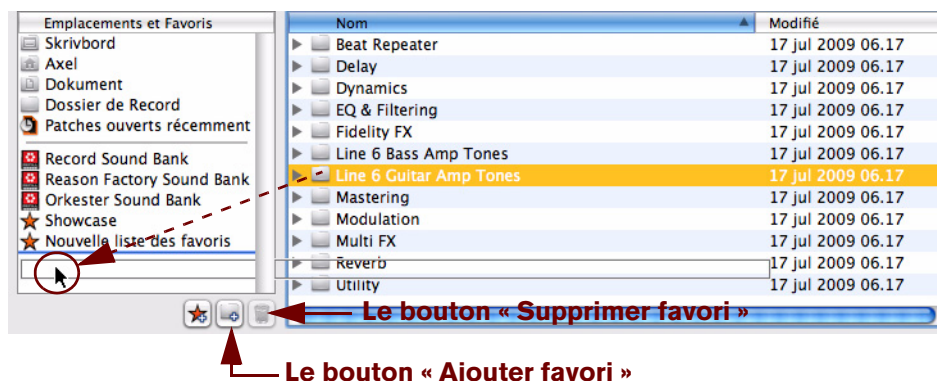 Emplacements et Favoris
Skrivbord
Axel
Dokument
Dossier de Record
Patches ouverts récemment
Record Sound Bank
Reason Factory Sound Bank
Orkester Sound Bank
Showcase
Nouvelle liste des favoris
Nom Modifié
Beat Repeater 17 jul 2009 06.17
Delay 17 jul 2009 06.17
Dynamics 17 jul 2009 06.17
EQ & Filtering 17 jul 2009 06.17
Fidelity FX 17 jul 2009 06.17
Line 6 Bass Amp Tones 17 jul 2009 06.17
Line 6 Guitar Amp Tones 17 jul 2009 06.17
Mastering 17 jul 2009 06.17
Modulation 17 jul 2009 06.17
Multi FX 17 jul 2009 06.17
Reverb 17 jul 2009 06.17
Utility 17 jul 2009 06.17
Le bouton « Supprimer favori »
Le bouton « Ajouter favori »